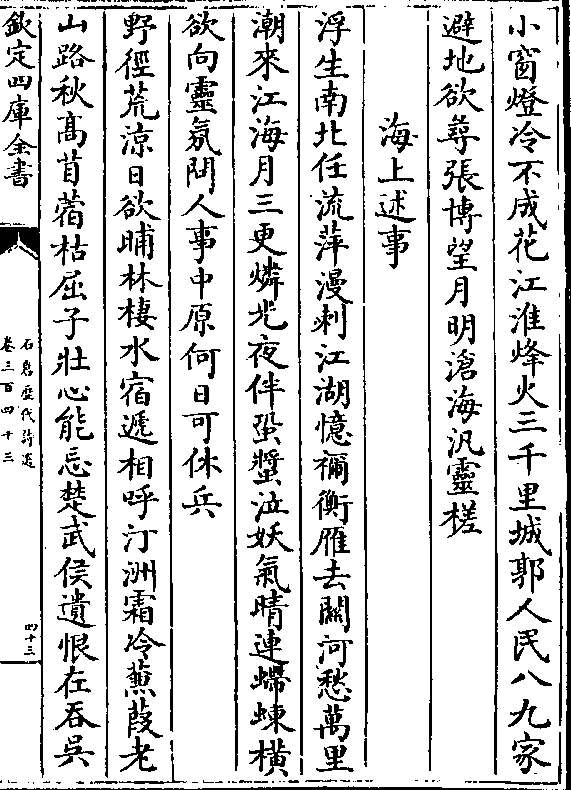 小窗燈冷不成花江淮烽火三千里城郭人民八九家
避地欲尋張博望月明滄海汎靈槎
海上述事
浮生南北任流萍漫刺江湖憶禰衡雁去關河愁萬里
潮來江海月三更燐光夜伴蛩螿泣妖氣晴連螮蝀橫
欲向靈氛問人事中原何日可休兵
野徑荒涼日欲晡林棲水宿遞相呼汀洲霜冷蒹葭老
山路秋高苜蓿枯屈子壯心能忘楚武侯遺恨在吞吳
欽定四庫全書
石倉歷代詩選
卷三百四十三
四十三